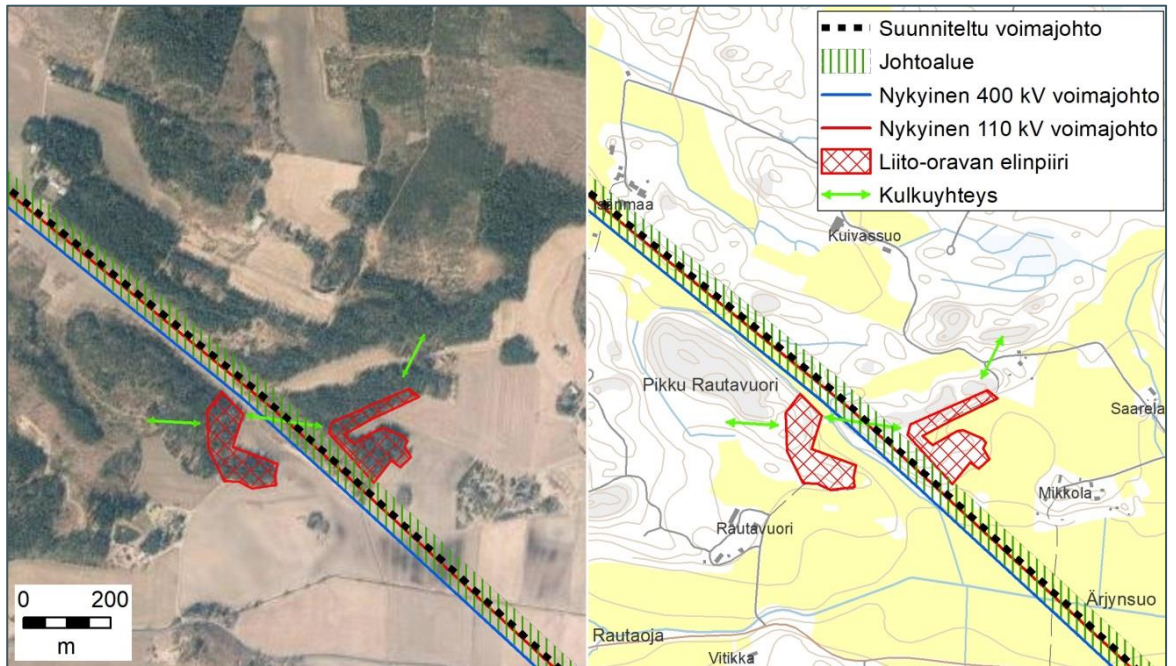 Suunniteltu voimajohto
Johtoalue
Nykyinen 400 kV voimajohto
Nykyinen 110 kV voimajohto
Liito-oravan elinpiiri
Kulkuyhteys
Kuivassuo
Pikku Rautavuori
Saarela
Mikkola
Rautavuori
Ärjynsuo
Rautaoja
Vitikka
0 200
m